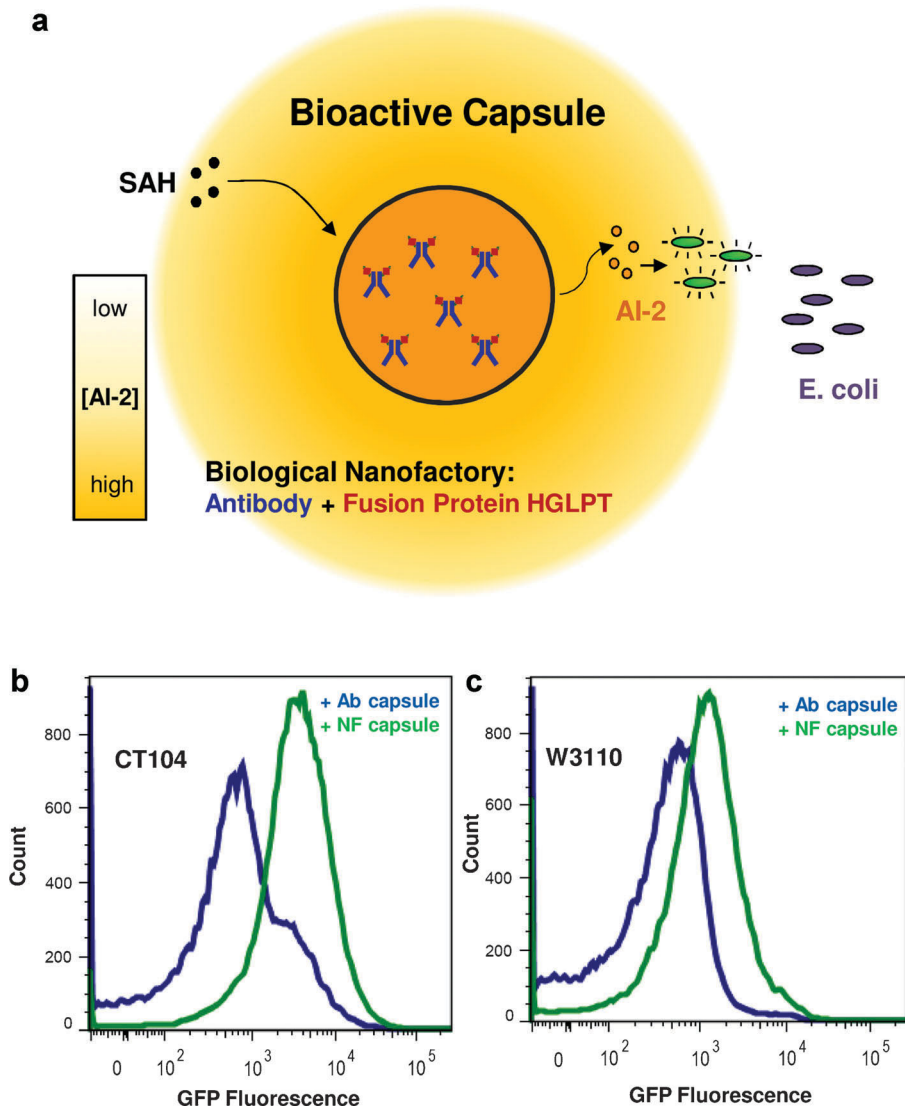 a
Bioactive Capsule
SAH
low
[AI-2]
high
AI-2
E. coli
Biological Nanofactory:
Antibody + Fusion Protein HGLPT
b
+ Ab capsule
+ NF capsule
CT104
Count
800
600
400
200
0
0 10^2 10^3 10^4 10^5
GFP Fluorescence
c
+ Ab capsule
+ NF capsule
W3110
Count
800
600
400
200
0
0 10^2 10^3 10^4 10^5
GFP Fluorescence